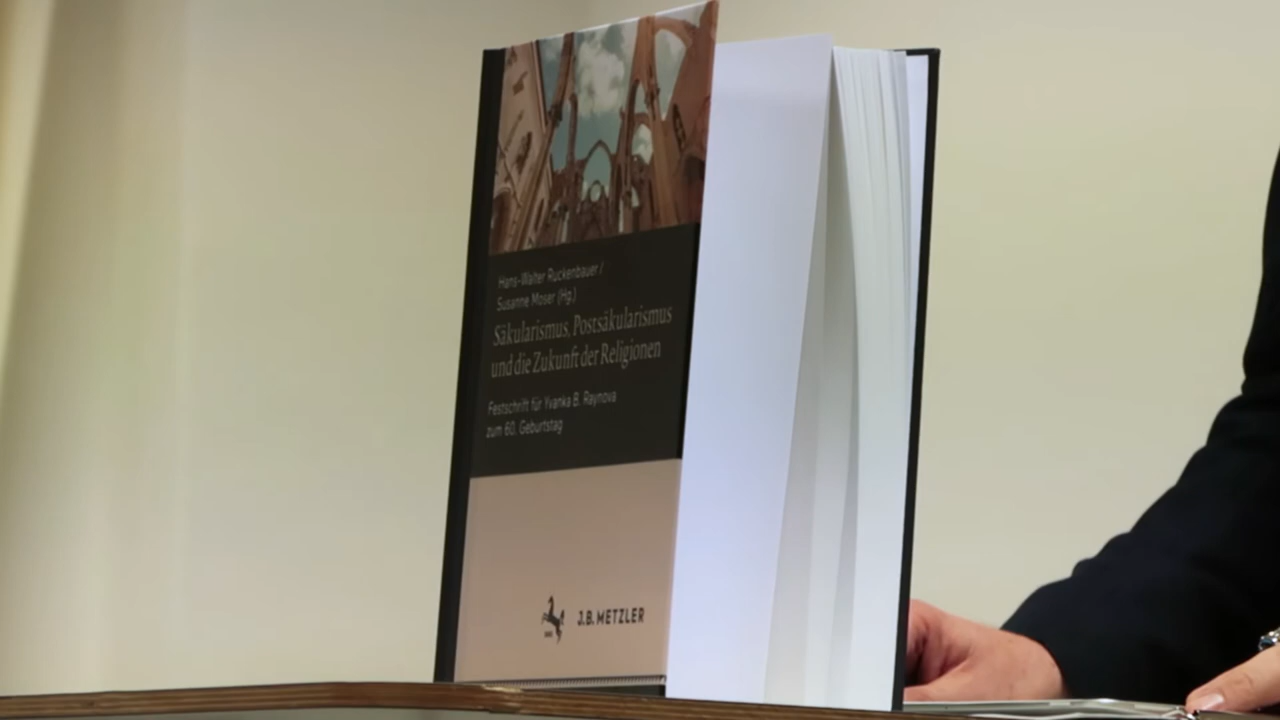 Hans-Walter Ruckenbauer /
Susanne Moser (Hg.)
Säkularismus, Postsäkularismus
und die Zukunft der Religionen
Festschrift für Yvanka B. Raynova
zum 60. Geburtstag
J.B. METZLER